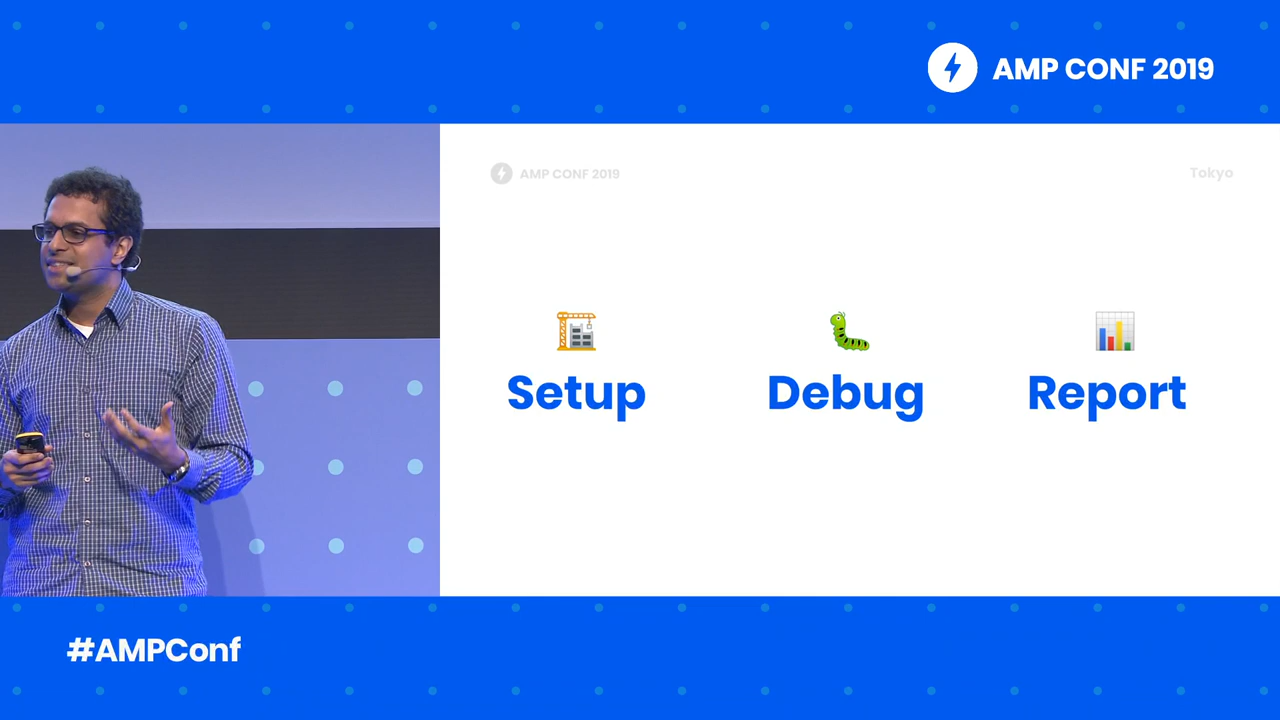 AMP CONF 2019
AMP CONF 2019
Tokyo
Setup
Debug
Report
#AMPConf